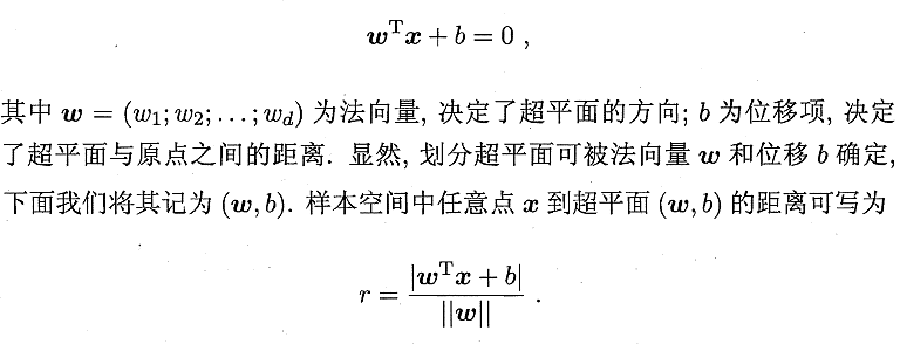 $\boldsymbol{w}^{\mathrm{T}}\boldsymbol{x} + b = 0$ ,
其中 $\boldsymbol{w} = (w_1; w_2; \ldots; w_d)$ 为法向量, 决定了超平面的方向; $b$ 为位移项, 决定
了超平面与原点之间的距离. 显然, 划分超平面可被法向量 $\boldsymbol{w}$ 和位移 $b$ 确定,
下面我们将其记为 $(\boldsymbol{w}, b)$. 样本空间中任意点 $\boldsymbol{x}$ 到超平面 $(\boldsymbol{w}, b)$ 的距离可写为
$r = \frac{|\boldsymbol{w}^{\mathrm{T}}\boldsymbol{x} + b|}{||\boldsymbol{w}||}$ .